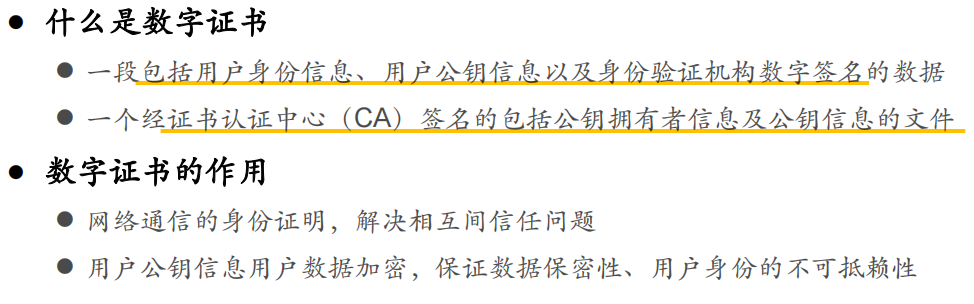 什么是数字证书
一段包括用户身份信息、用户公钥信息以及身份验证机构数字签名的数据
一个经证书认证中心（CA）签名的包括公钥拥有者信息及公钥信息的文件
数字证书的作用
网络通信的身份证明，解决相互间信任问题
用户公钥信息用户数据加密，保证数据保密性、用户身份的不可抵赖性